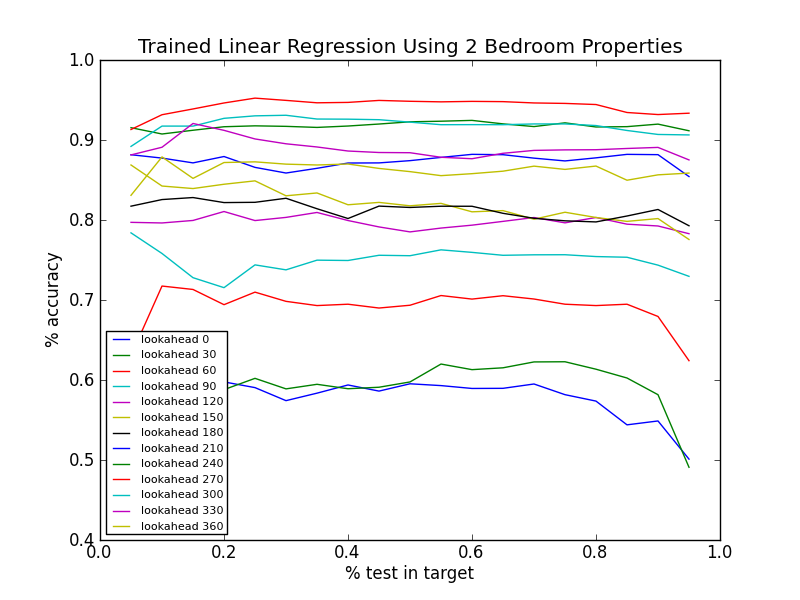 Trained Linear Regression Using 2 Bedroom Properties
1.0
0.9
0.8
0.7
0.6
0.5
0.4
% accuracy
lookahead 0
lookahead 30
lookahead 60
lookahead 90
lookahead 120
lookahead 150
lookahead 180
lookahead 210
lookahead 240
lookahead 270
lookahead 300
lookahead 330
lookahead 360
0.0 0.2 0.4 0.6 0.8 1.0
% test in target